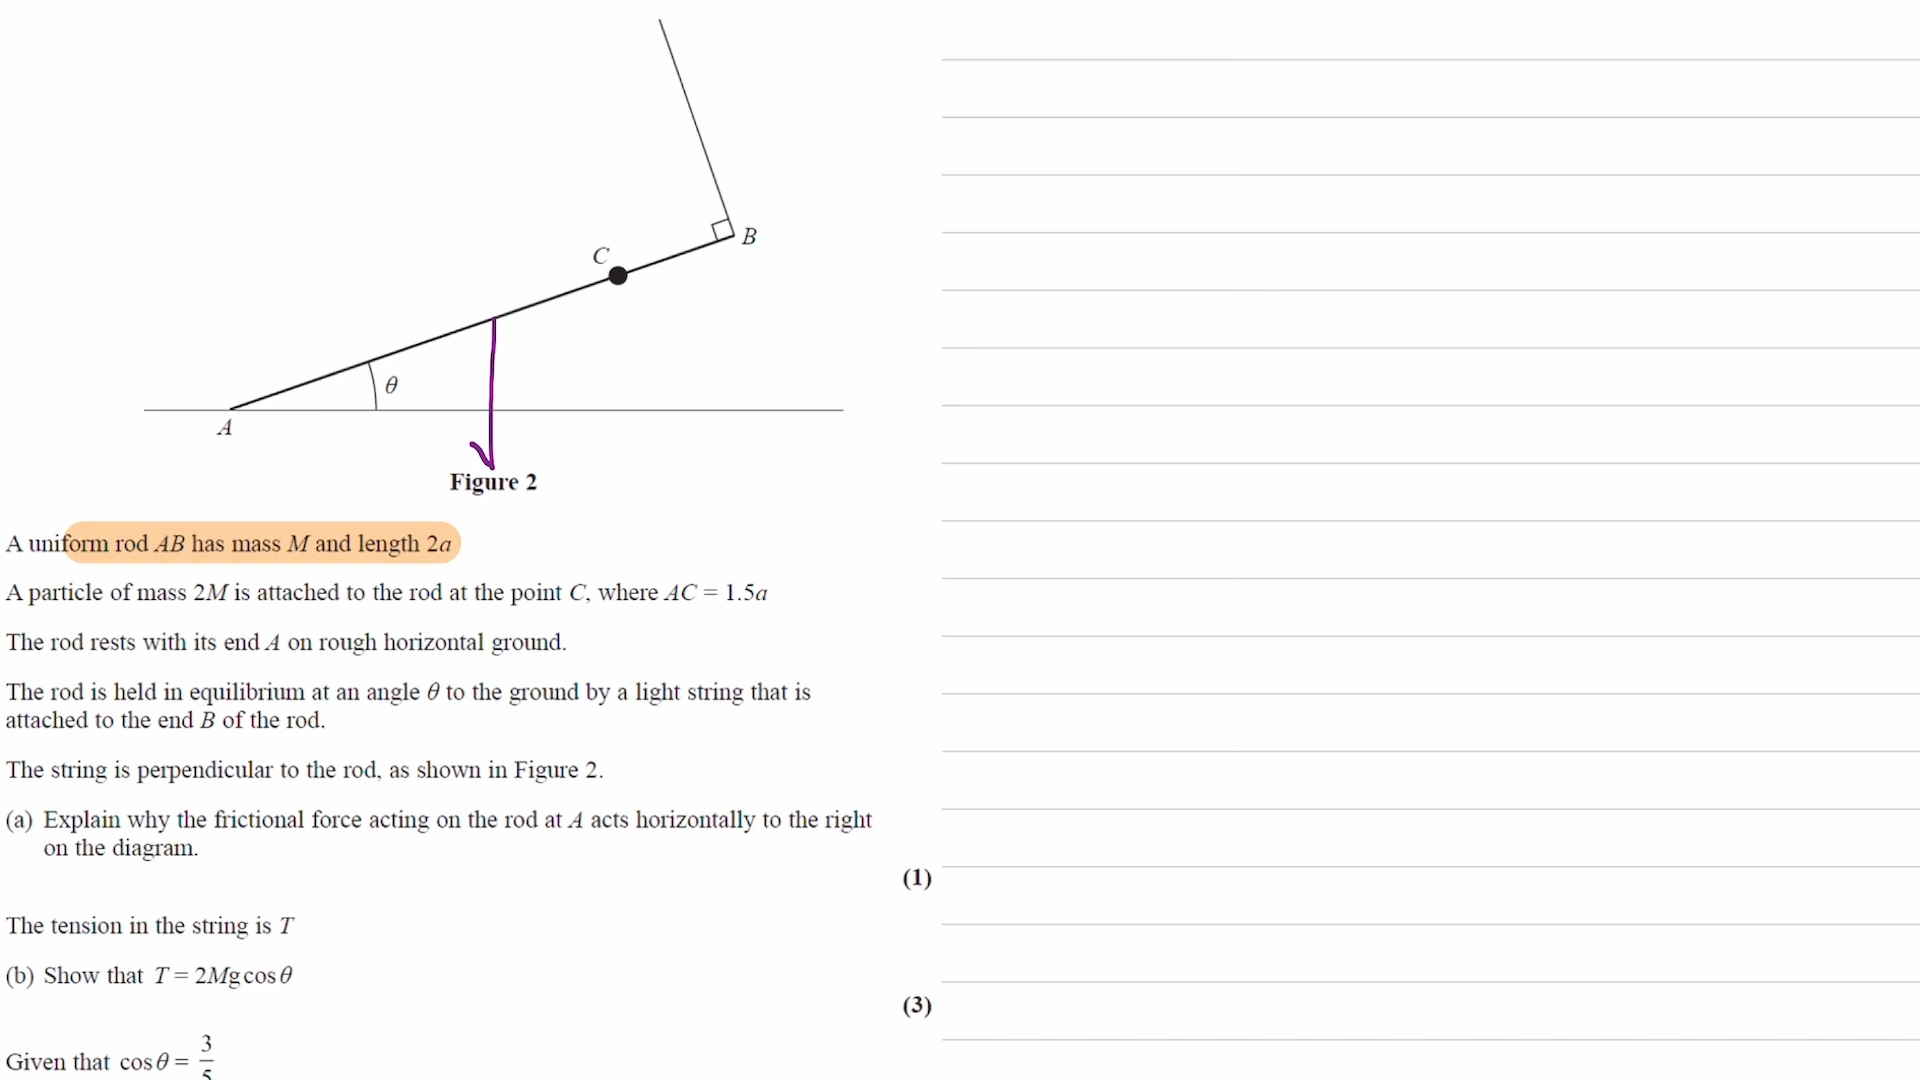 B
C
θ
A
Figure 2
A uniform rod AB has mass M and length 2a
A particle of mass 2M is attached to the rod at the point C, where AC = 1.5a
The rod rests with its end A on rough horizontal ground.
The rod is held in equilibrium at an angle θ to the ground by a light string that is
attached to the end B of the rod.
The string is perpendicular to the rod, as shown in Figure 2.
(a) Explain why the frictional force acting on the rod at A acts horizontally to the right
on the diagram.
(1)
The tension in the string is T
(b) Show that T = 2Mg cos θ
(3)
Given that cos θ = 3/5